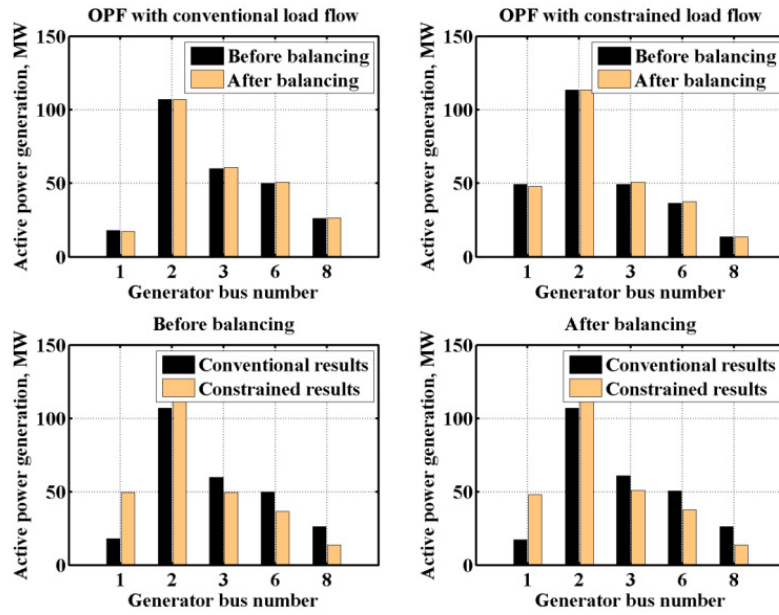 OPF with conventional load flow
150
100
50
0
Active power generation, MW
Before balancing
After balancing
1 2 3 6 8
Generator bus number
OPF with constrained load flow
150
100
50
0
Active power generation, MW
Before balancing
After balancing
1 2 3 6 8
Generator bus number
Before balancing
150
100
50
0
Active power generation, MW
Conventional results
Constrained results
1 2 3 6 8
Generator bus number
After balancing
150
100
50
0
Active power generation, MW
Conventional results
Constrained results
1 2 3 6 8
Generator bus number